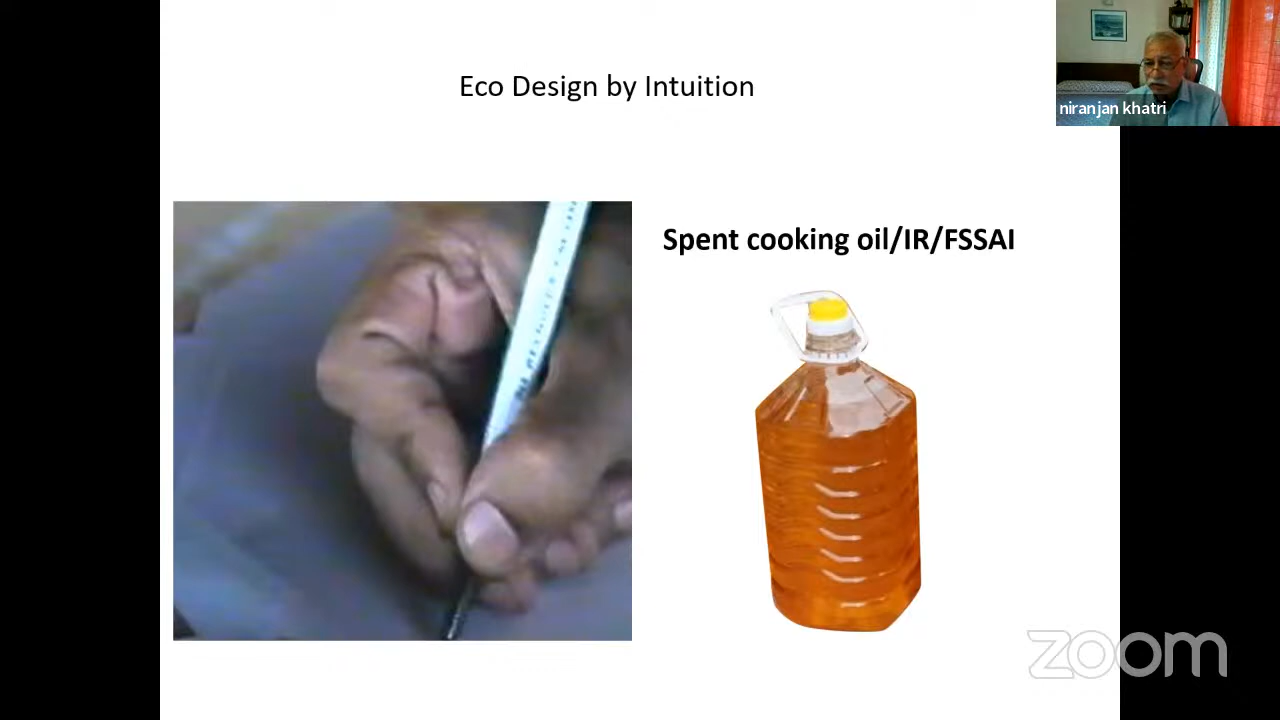 Eco Design by Intuition
niranjan khatri
Spent cooking oil/IR/FSSAI
zoom